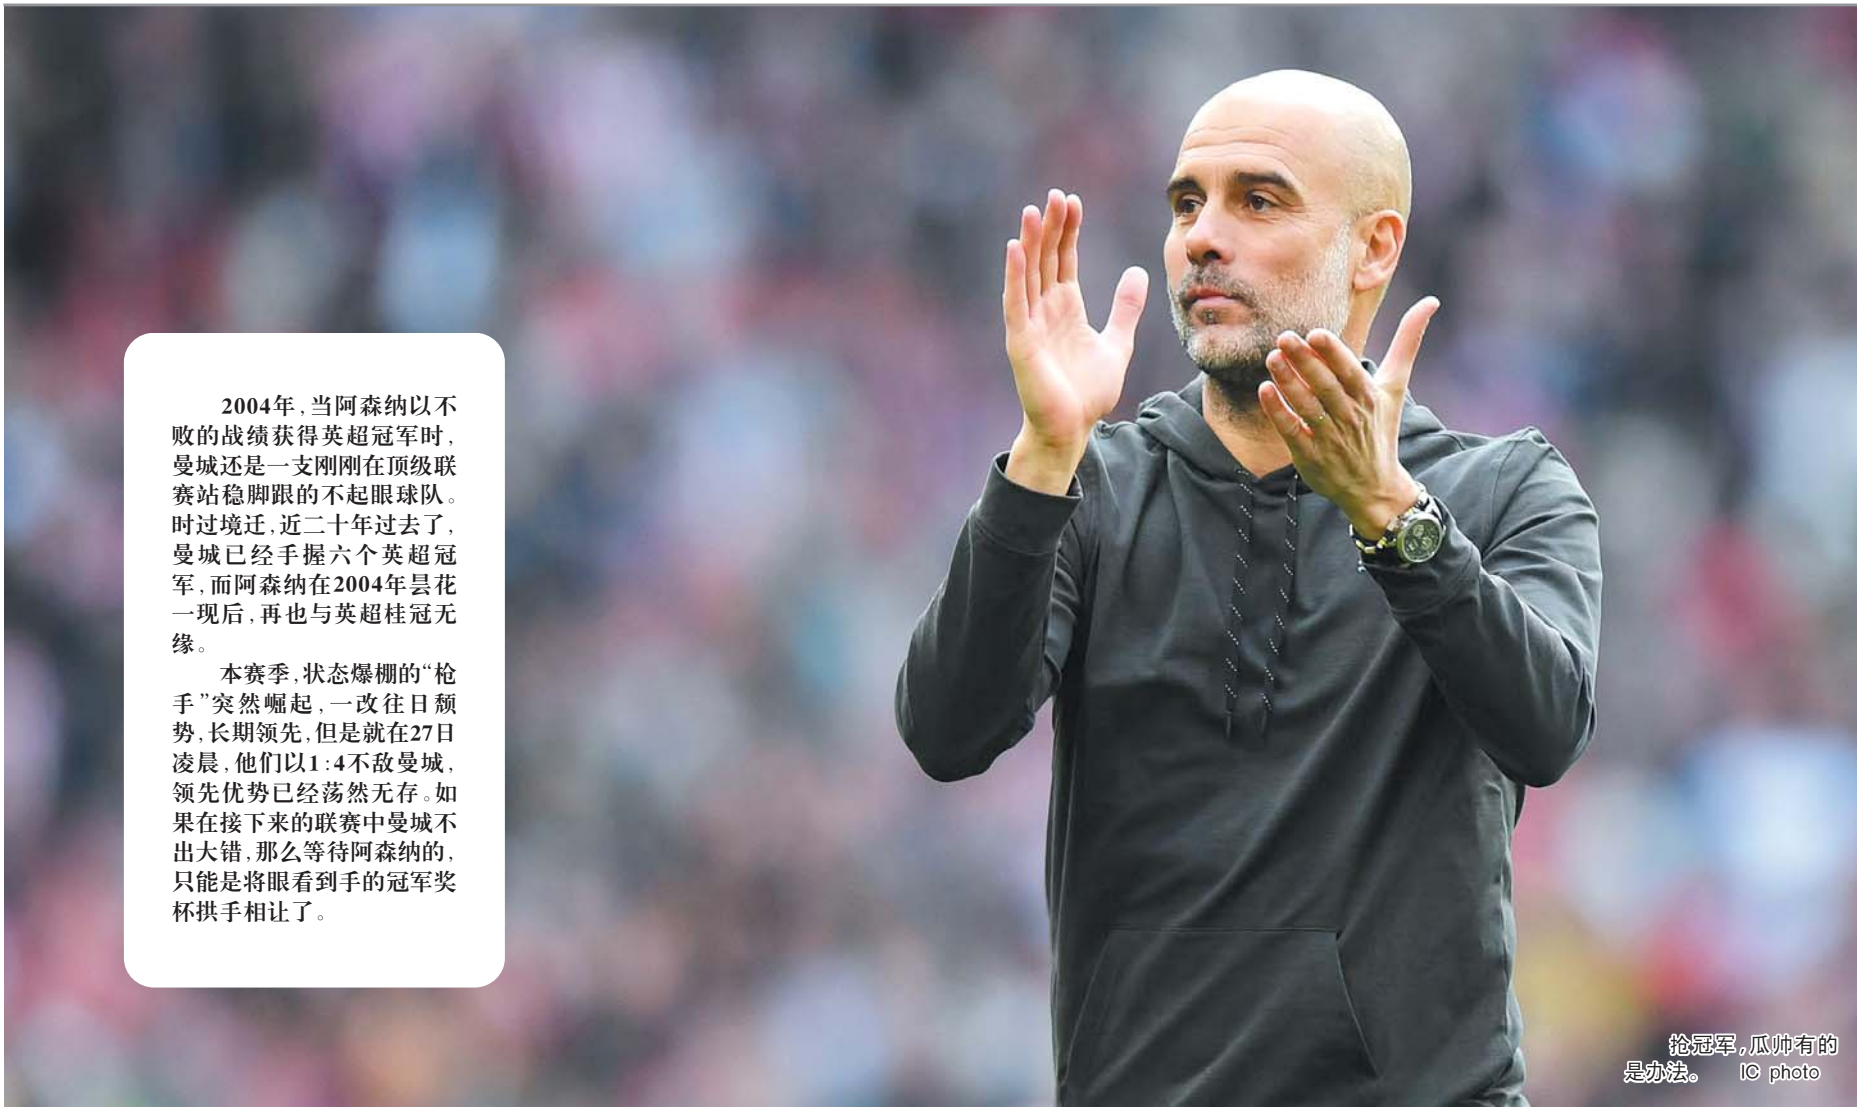 2004年,当阿森纳以不
败的战绩获得英超冠军时,
曼城还是一支刚刚在顶级联
赛站稳脚跟的不起眼球队。
时过境迁,近二十年过去了,
曼城已经手握六个英超冠
军,而阿森纳在2004年昙花
一现后,再也与英超桂冠无
缘。
本赛季,状态爆棚的“枪
手”突然崛起,一改往日颓
势,长期领先,但是就在27日
凌晨,他们以1:4不敌曼城,
领先优势已经荡然无存。如
果在接下来的联赛中曼城不
出大错,那么等待阿森纳的,
只能是将眼看到手的冠军奖
杯拱手相让了。
抢冠军,瓜帅有的
是办法。 IC photo